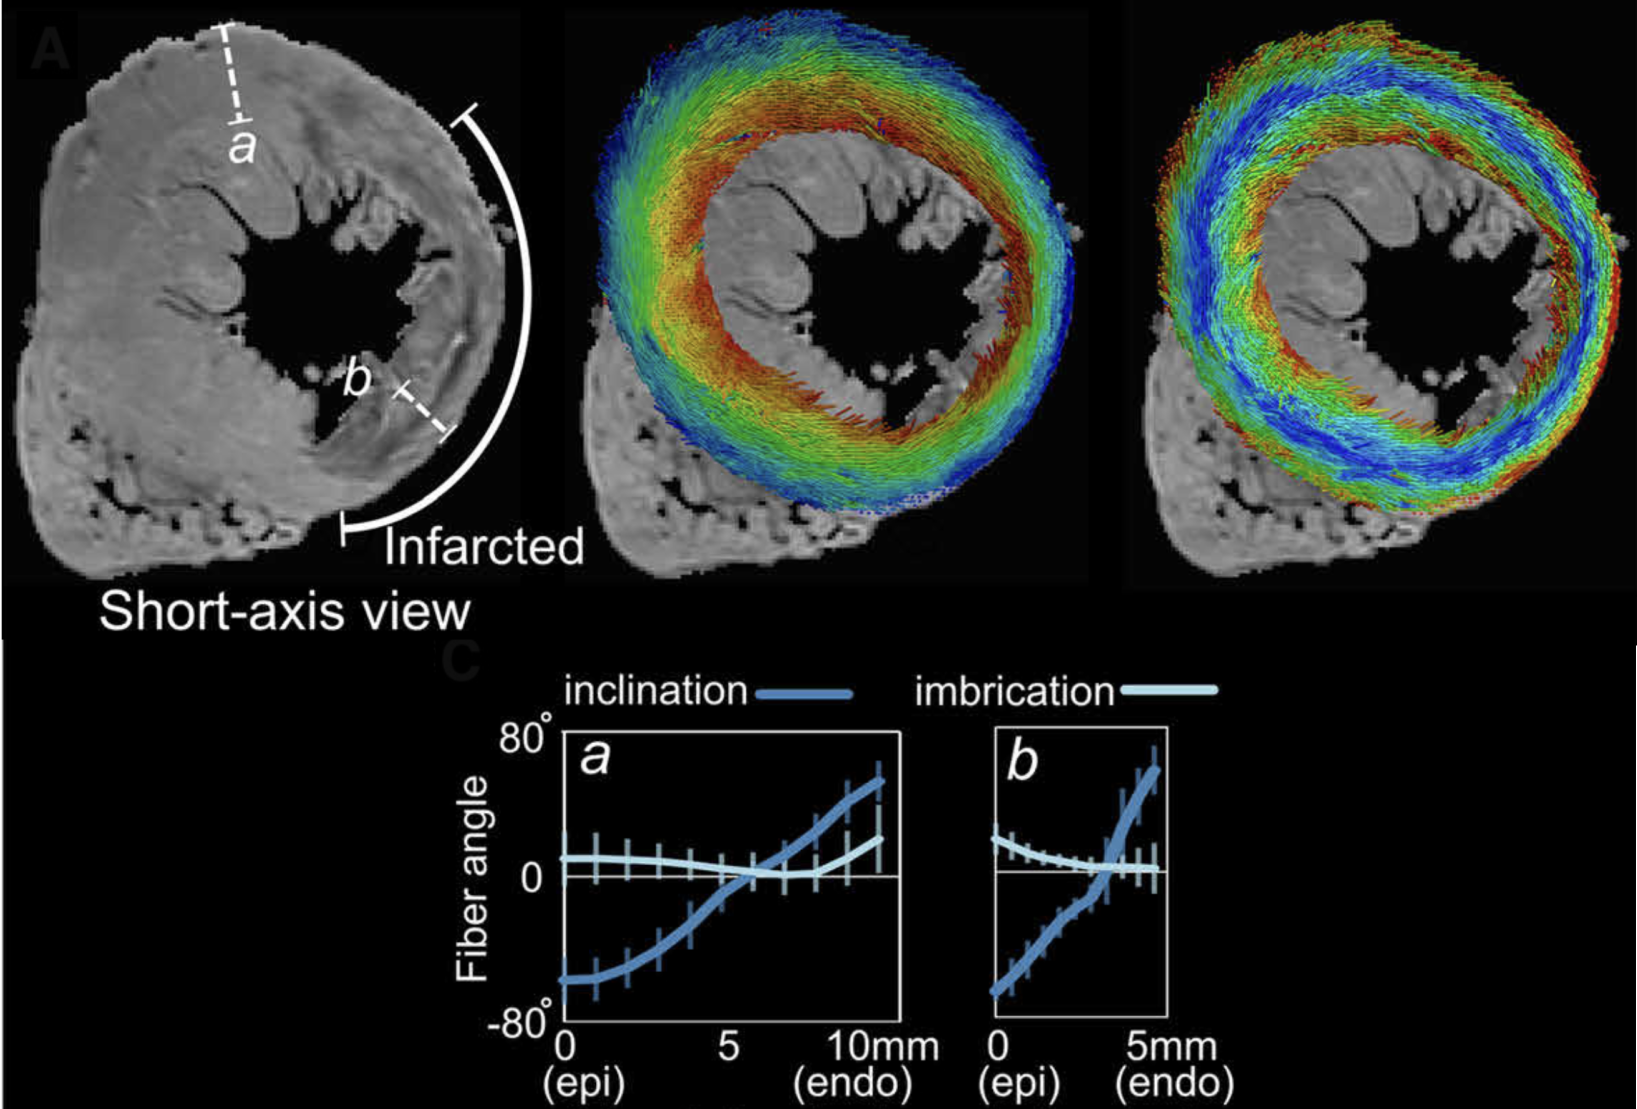 A
a
b
Infarcted
Short-axis view
C
inclination
imbrication
80°
a
b
Fiber angle
0
-80°
0 5 10mm 0 5mm
(epi) (endo) (epi) (endo)